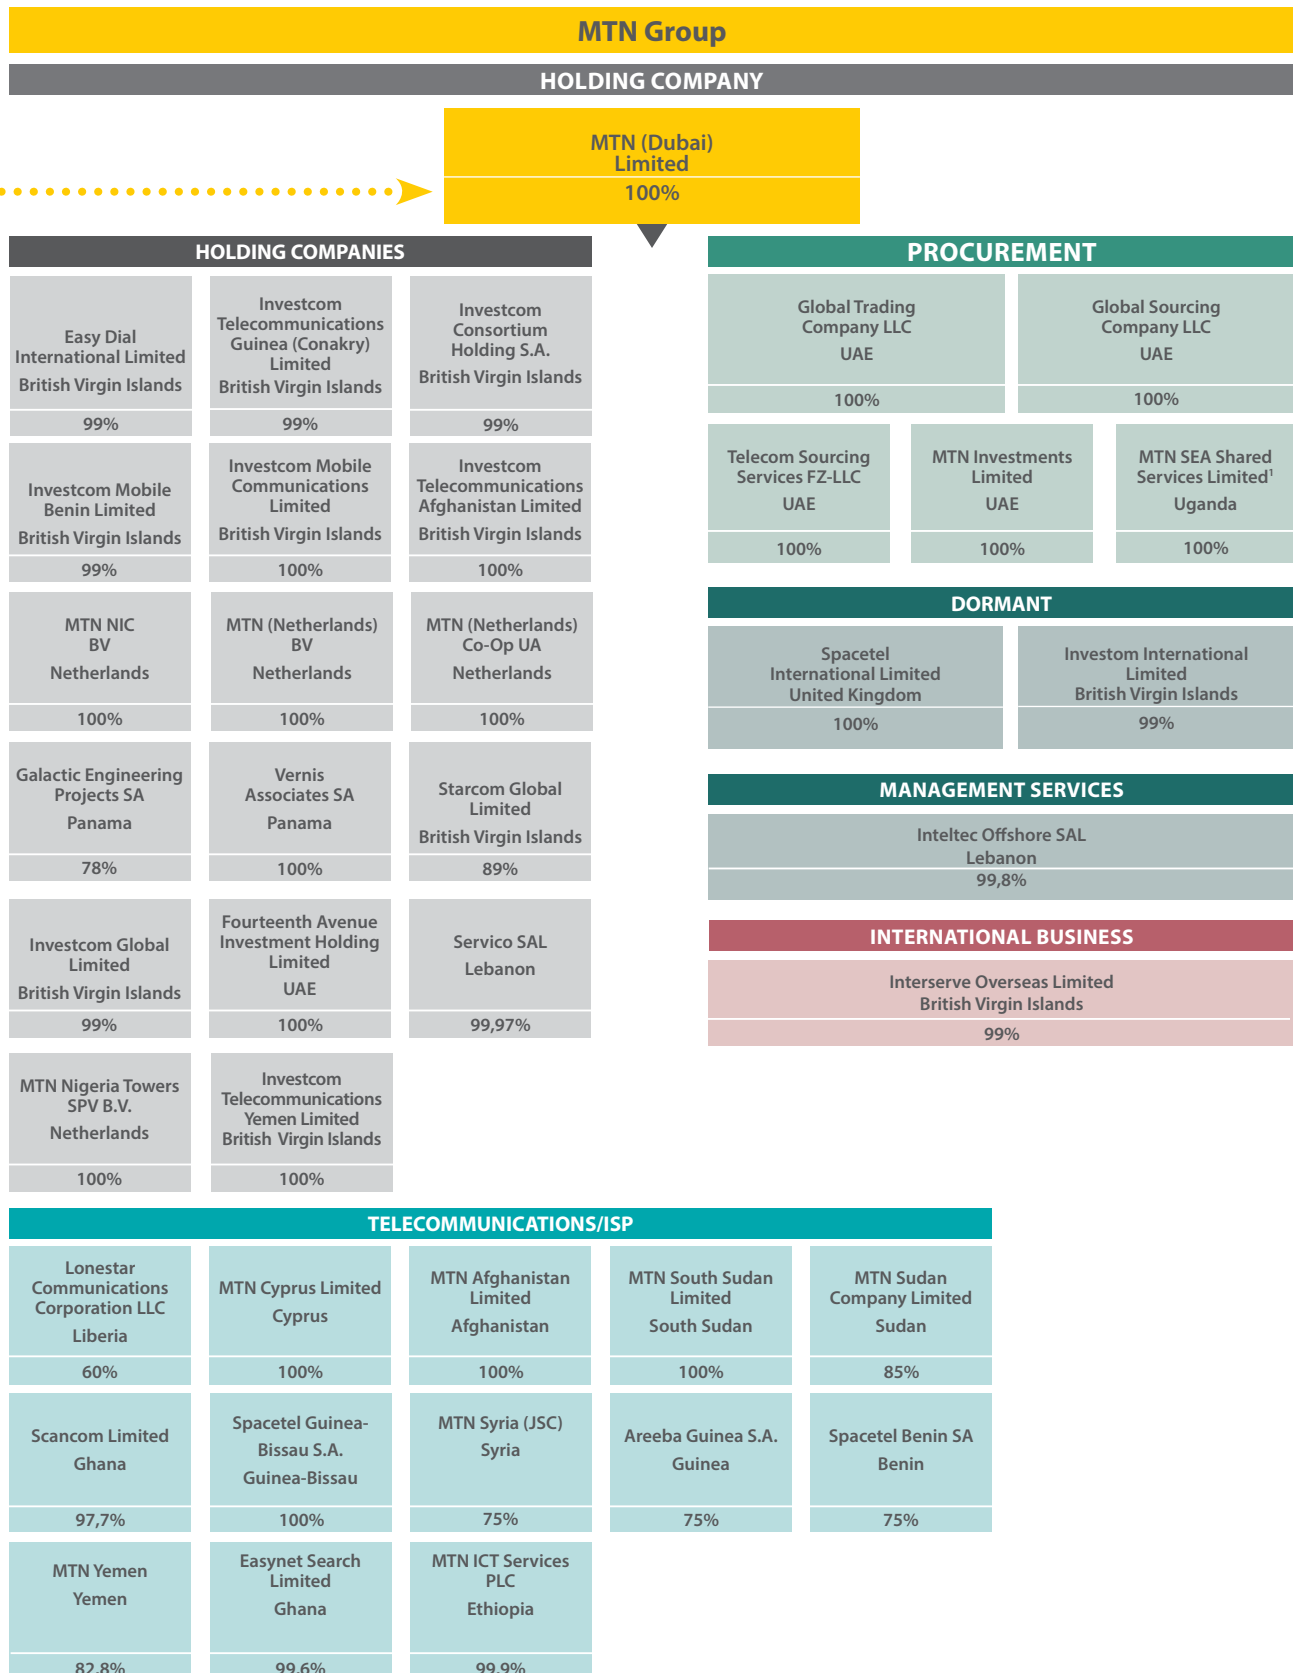 MTN Group
HOLDING COMPANY
MTN (Dubai)
Limited
100%
HOLDING COMPANIES
Easy Dial
International Limited
British Virgin Islands
99%
Investcom
Telecommunications
Guinea (Conakry)
Limited
British Virgin Islands
99%
Investcom
Consortium
Holding S.A.
British Virgin Islands
99%
Investcom Mobile
Benin Limited
British Virgin Islands
99%
Investcom Mobile
Communications
Limited
British Virgin Islands
100%
Investcom
Telecommunications
Afghanistan Limited
British Virgin Islands
100%
MTN NIC
BV
Netherlands
100%
MTN (Netherlands)
BV
Netherlands
100%
MTN (Netherlands)
Co-Op UA
Netherlands
100%
Galactic Engineering
Projects SA
Panama
78%
Vernis
Associates SA
Panama
100%
Starcom Global
Limited
British Virgin Islands
89%
Investcom Global
Limited
British Virgin Islands
99%
Fourteenth Avenue
Investment Holding
Limited
UAE
100%
Servico SAL
Lebanon
99,97%
MTN Nigeria Towers
SPV B.V.
Netherlands
100%
Investcom
Telecommunications
Yemen Limited
British Virgin Islands
100%
PROCUREMENT
Global Trading
Company LLC
UAE
100%
Global Sourcing
Company LLC
UAE
100%
Telecom Sourcing
Services FZ-LLC
UAE
100%
MTN Investments
Limited
UAE
100%
MTN SEA Shared
Services Limited¹
Uganda
100%
DORMANT
Spacetel
International Limited
United Kingdom
100%
Investom International
Limited
British Virgin Islands
99%
MANAGEMENT SERVICES
Inteltec Offshore SAL
Lebanon
99,8%
INTERNATIONAL BUSINESS
Interserve Overseas Limited
British Virgin Islands
99%
TELECOMMUNICATIONS/ISP
Lonestar
Communications
Corporation LLC
Liberia
60%
MTN Cyprus Limited
Cyprus
100%
MTN Afghanistan
Limited
Afghanistan
100%
MTN South Sudan
Limited
South Sudan
100%
MTN Sudan
Company Limited
Sudan
85%
Scancom Limited
Ghana
97,7%
Spacetel Guinea-
Bissau S.A.
Guinea-Bissau
100%
MTN Syria (JSC)
Syria
75%
Areeba Guinea S.A.
Guinea
75%
Spacetel Benin SA
Benin
75%
MTN Yemen
Yemen
82,8%
Easynet Search
Limited
Ghana
99,6%
MTN ICT Services
PLC
Ethiopia
99,9%